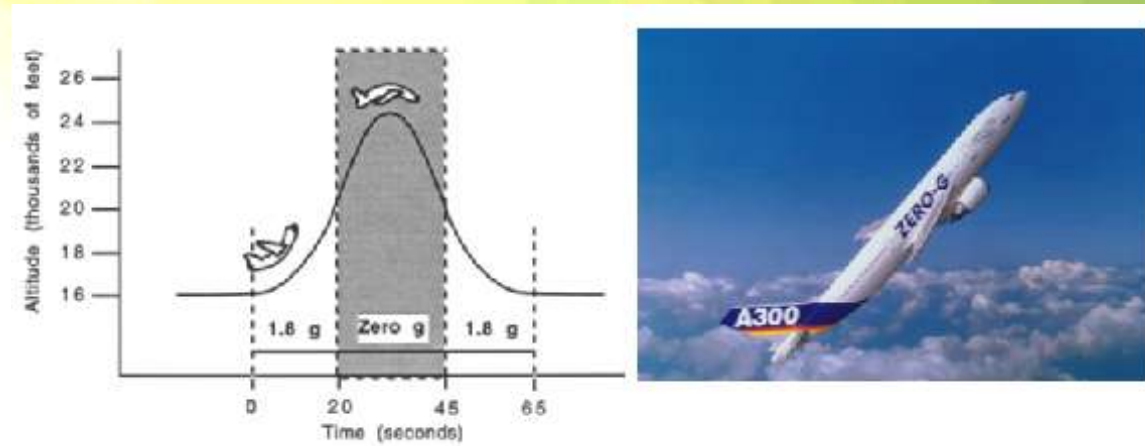 Altitude (thousands of feet)
26
24
22
20
18
16
1.8 g
Zero g
1.8 g
0
20
45
65
Time (seconds)
ZERO-G
A300